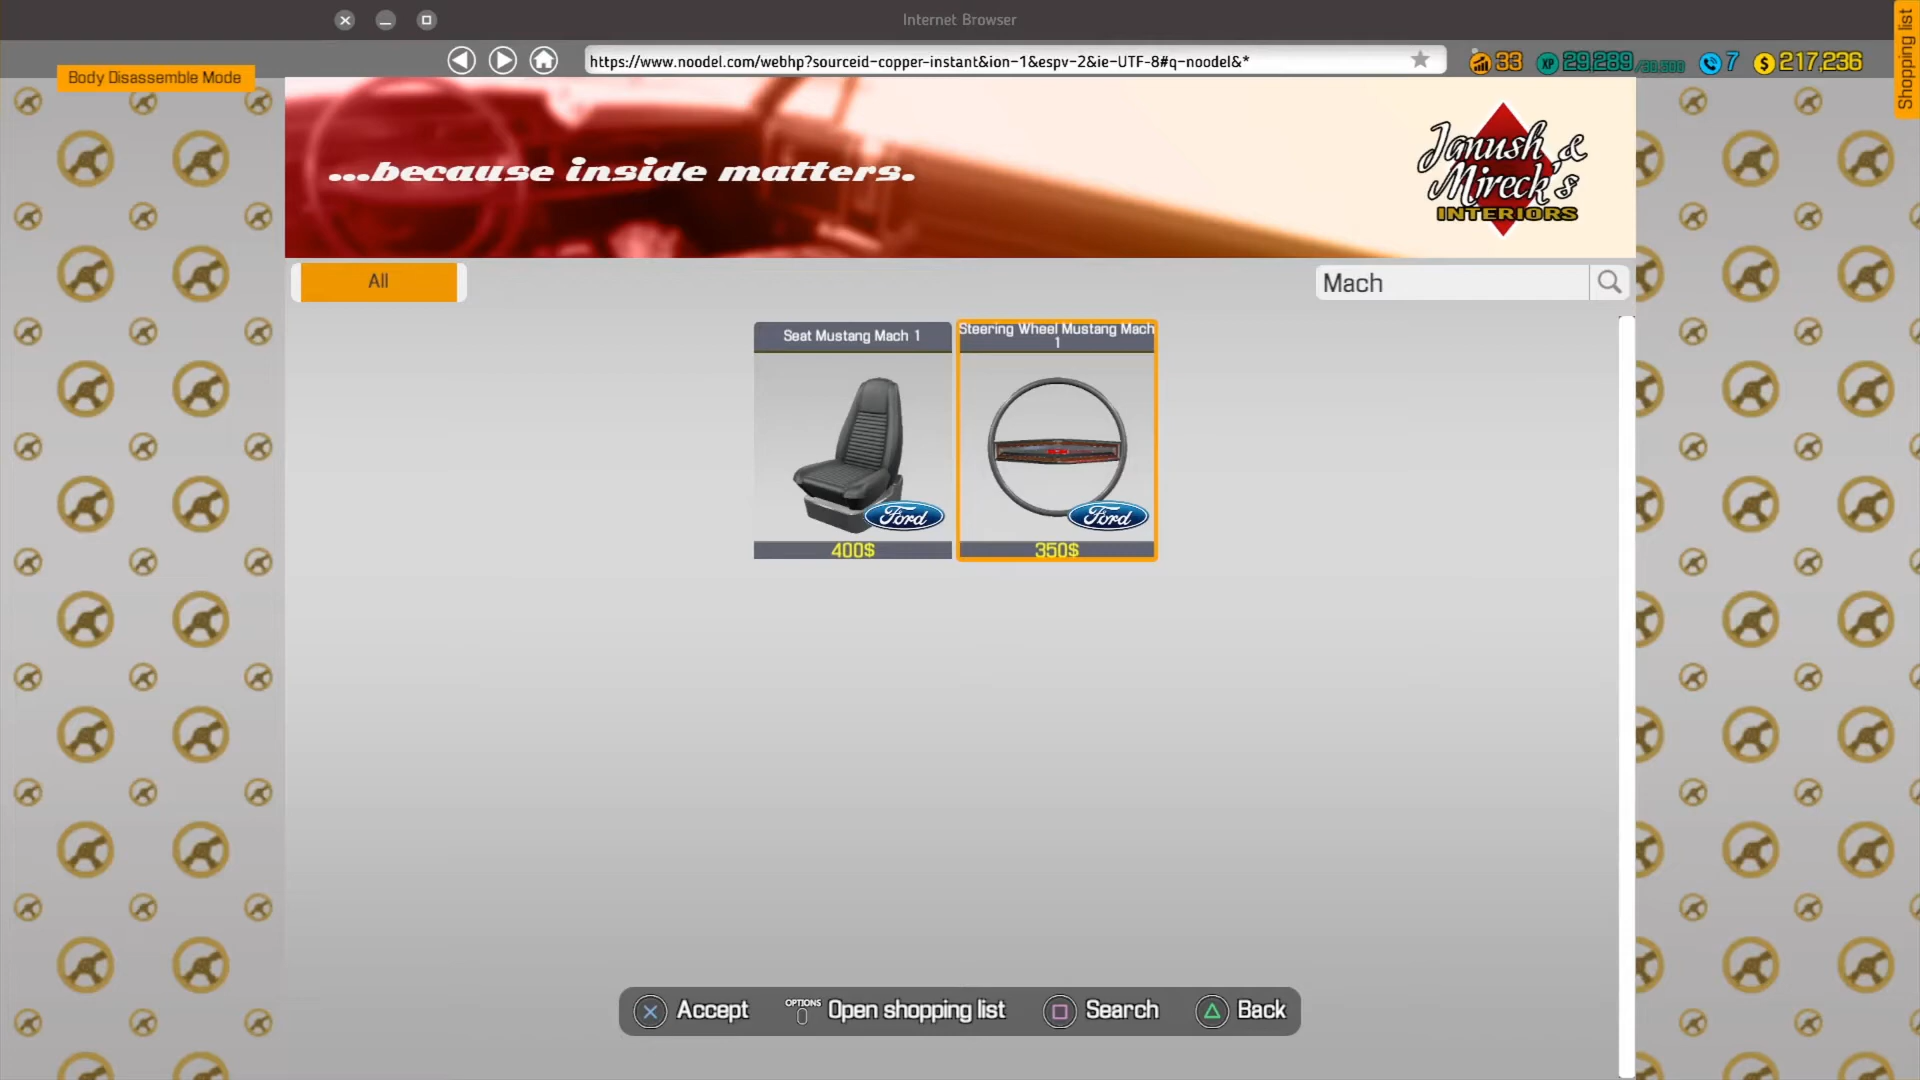 Internet Browser
Shopping list
https://www.noodel.com/webhp?sourceid-copper-instant&ion-1&espv-2&ie-UTF-8#q-noodel&*
33
XP 29,289
7
$ 217,236
Body Disassemble Mode
...because inside matters.
Janush &
Mireck's
INTERIORS
All
Mach
Seat Mustang Mach 1
Steering Wheel Mustang Mach
1
Ford
Ford
400$
350$
Accept
OPTIONS
Open shopping list
Search
Back